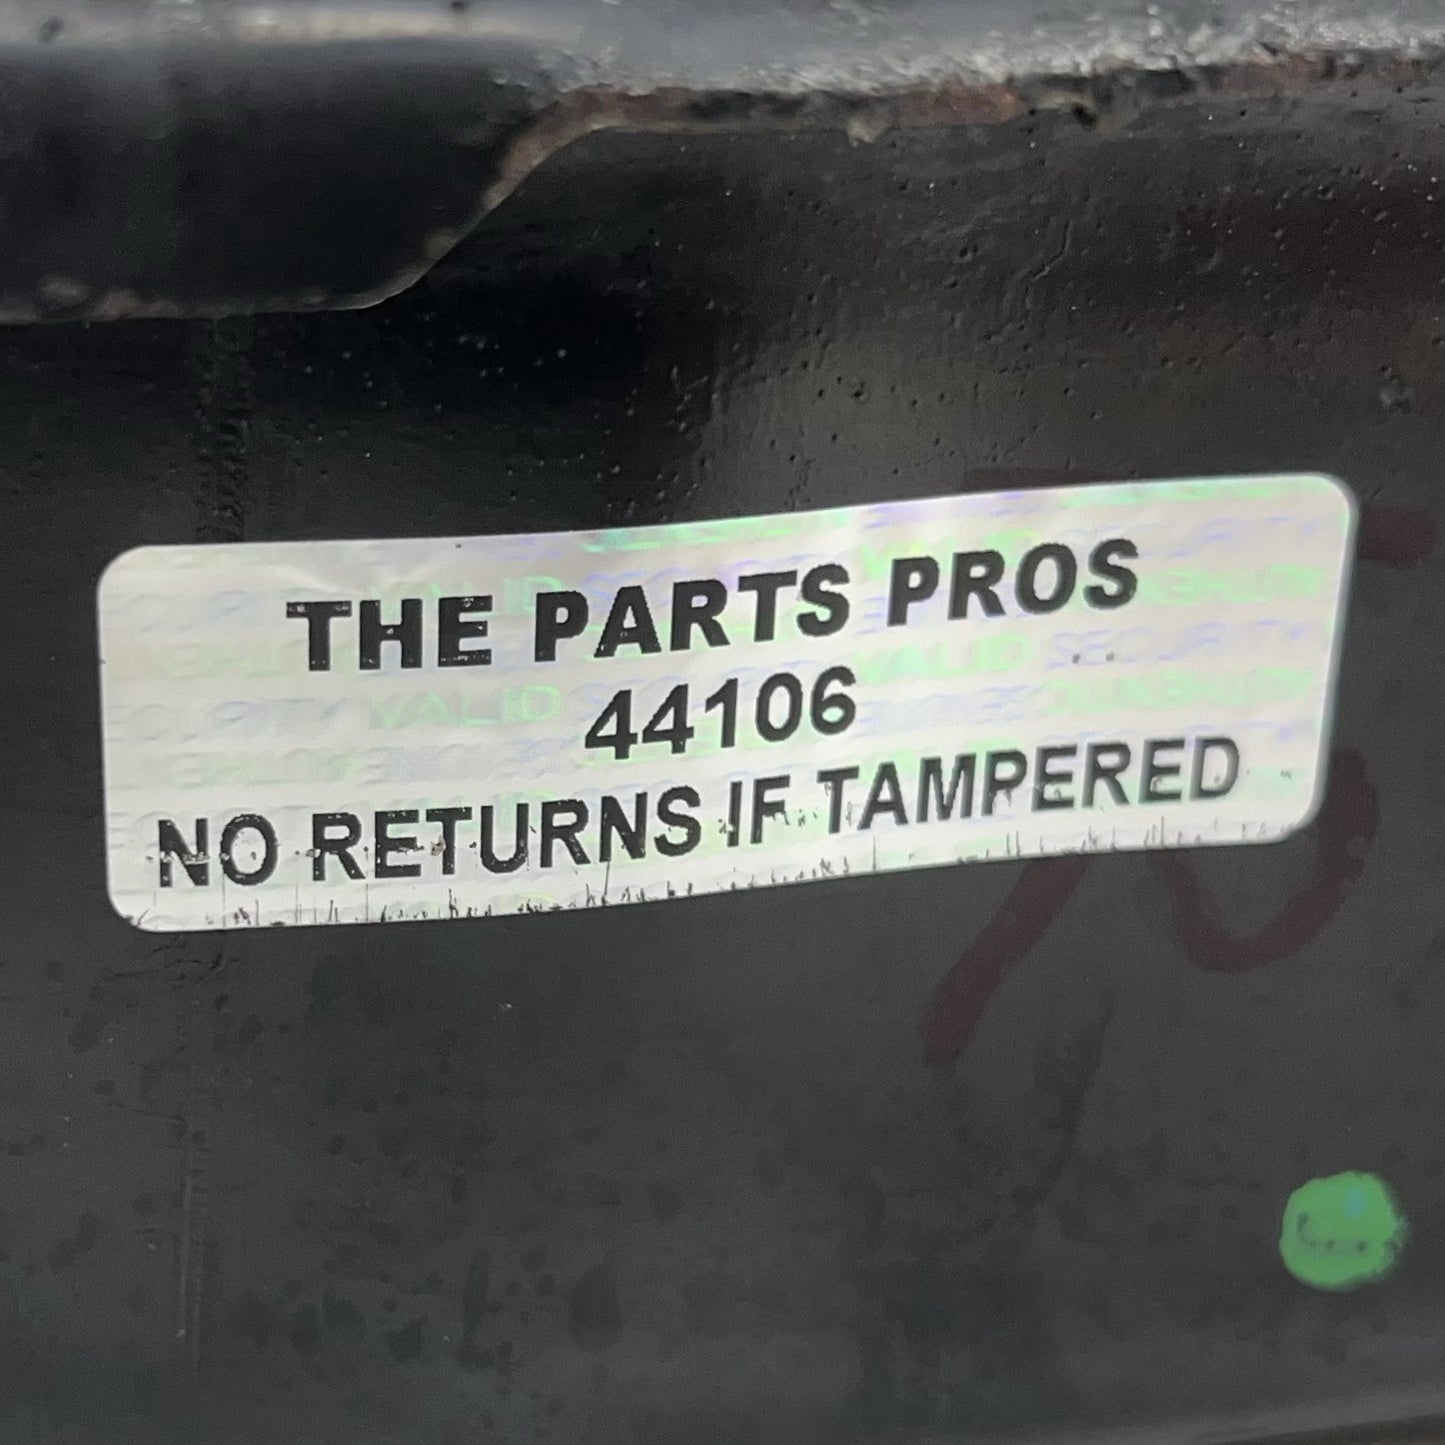 THE PARTS PROS
44106
NO RETURNS IF TAMPERED